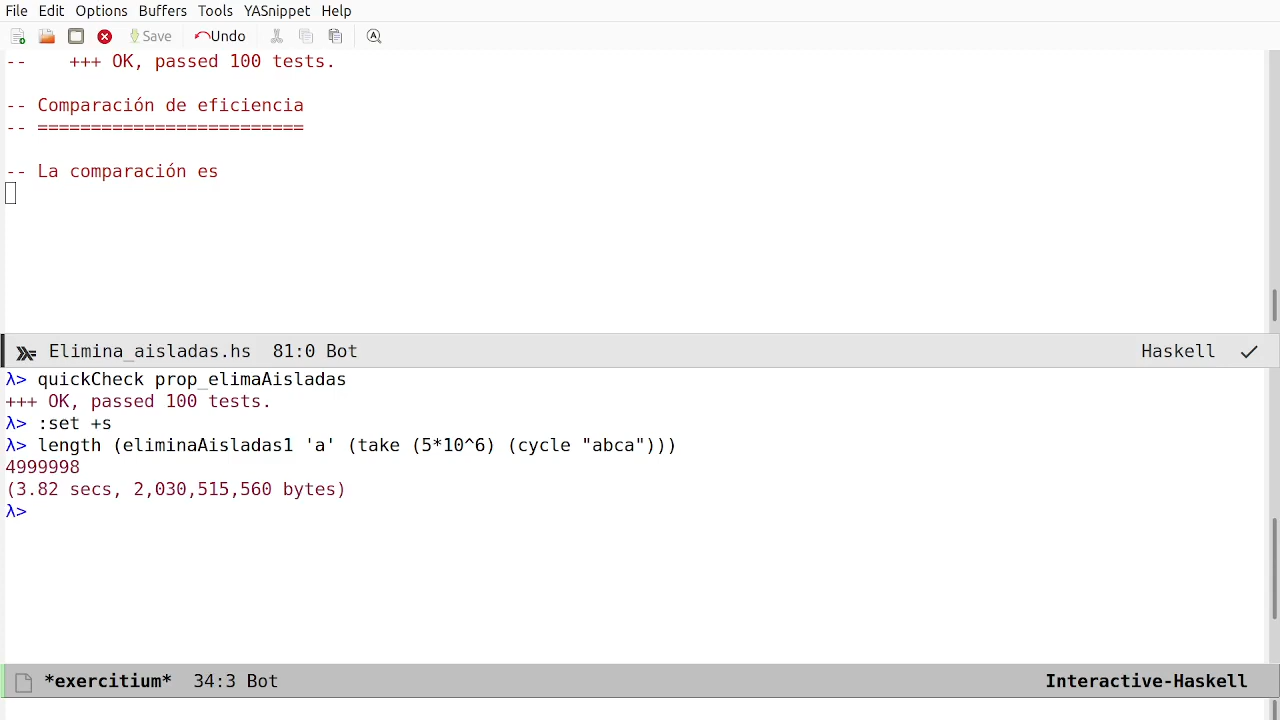 File Edit Options Buffers Tools YASnippet Help
Save Undo
--    +++ OK, passed 100 tests.
-- Comparación de eficiencia
-- =========================
-- La comparación es
Elimina_aisladas.hs 81:0 Bot Haskell
λ> quickCheck prop_elimaAisladas
+++ OK, passed 100 tests.
λ> :set +s
λ> length (eliminaAisladas1 'a' (take (5*10^6) (cycle "abca")))
4999998
(3.82 secs, 2,030,515,560 bytes)
λ>
*exercitium* 34:3 Bot Interactive-Haskell